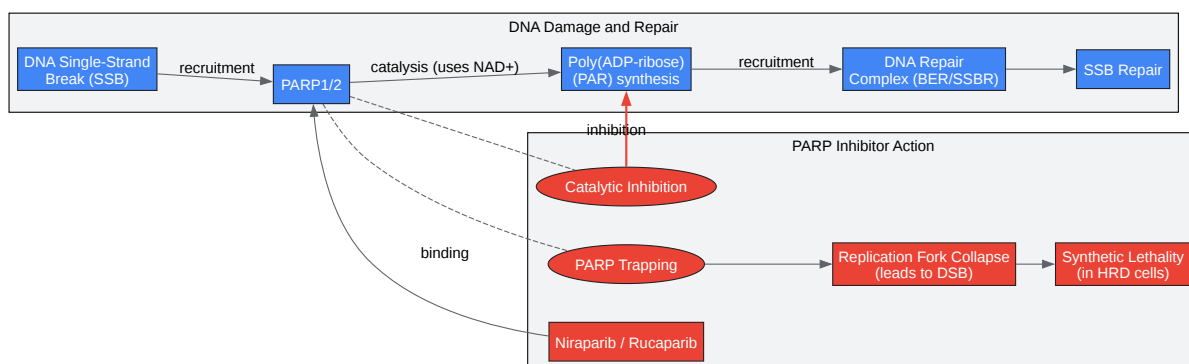 DNA Damage and Repair
DNA Single-Strand
Break (SSB)
recruitment
PARP1/2
catalysis (uses NAD+)
Poly(ADP-ribose)
(PAR) synthesis
recruitment
DNA Repair
Complex (BER/SSBR)
SSB Repair
inhibition
PARP Inhibitor Action
Catalytic Inhibition
binding
PARP Trapping
Replication Fork Collapse
(leads to DSB)
Synthetic Lethality
(in HRD cells)
Niraparib / Rucaparib